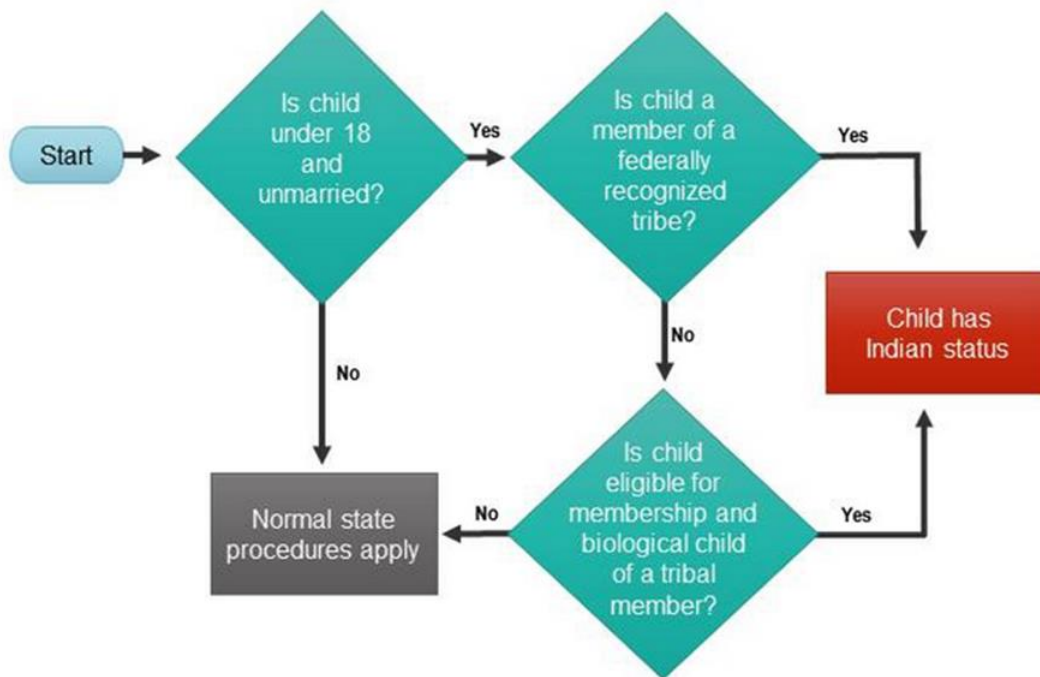 Start
Is child
under 18
and
unmarried?
Yes
Is child a
member of a
federally
recognized
tribe?
Yes
Child has
Indian status
No
No
Normal state
procedures apply
No
Is child
eligible for
membership and
biological child
of a tribal
member?
Yes